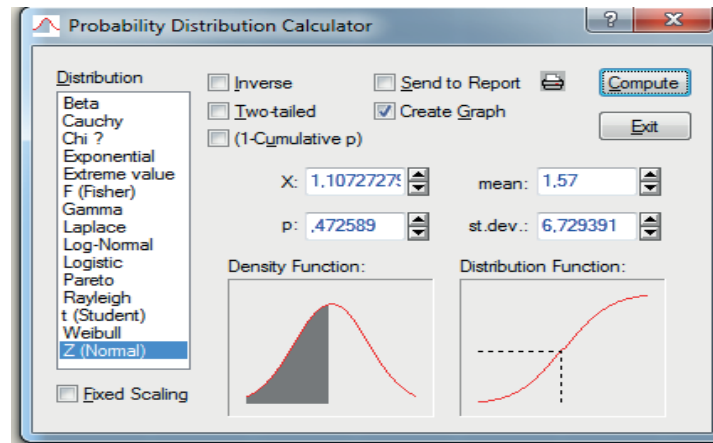 Probability Distribution Calculator
? x
Distribution
Beta
Cauchy
Chi ?
Exponential
Extreme value
F (Fisher)
Gamma
Laplace
Log-Normal
Logistic
Pareto
Rayleigh
t (Student)
Weibull
Z (Normal)
Fixed Scaling
Inverse
Send to Report
Compute
Two-tailed
Create Graph
Exit
(1-Cumulative p)
X: 1,10727279
mean: 1,57
p: ,472589
st.dev.: 6,729391
Density Function:
Distribution Function: